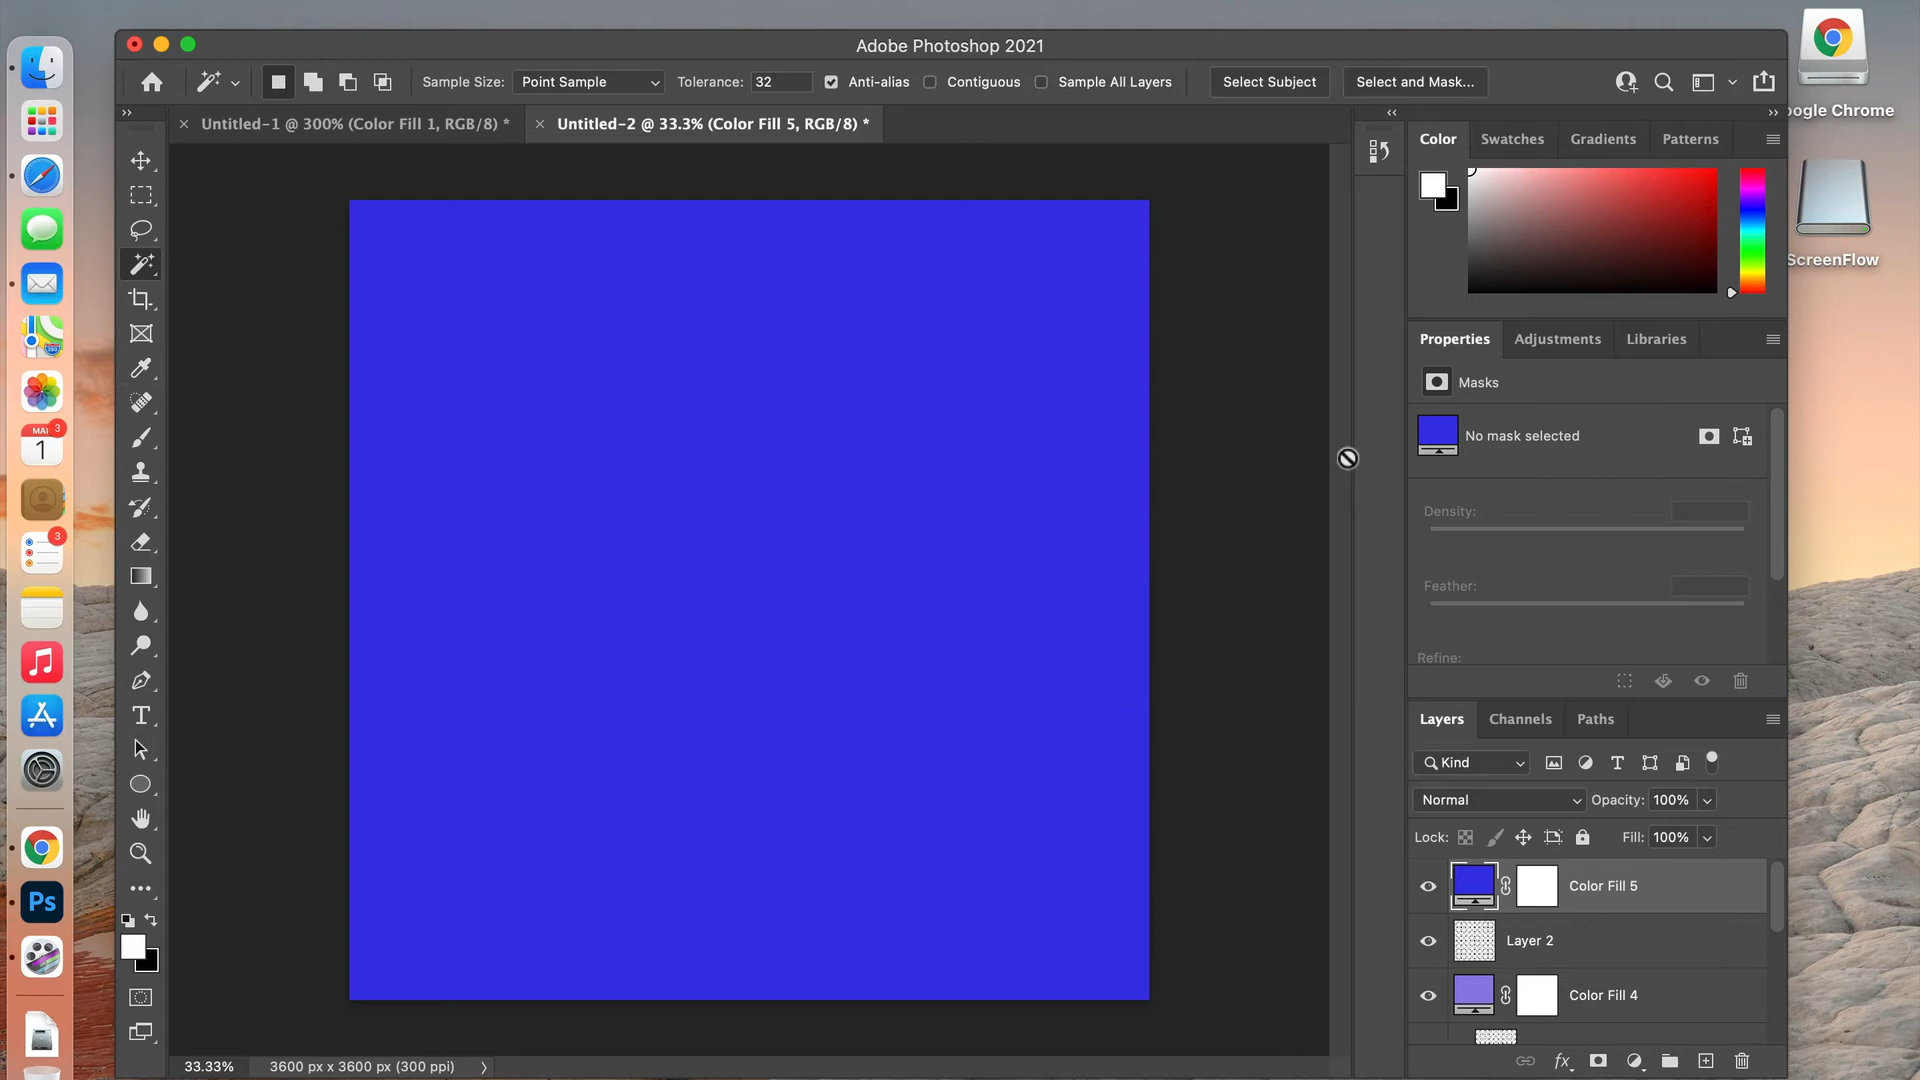 Adobe Photoshop 2021
Sample Size: Point Sample Tolerance: 32 Anti-alias Contiguous Sample All Layers Select Subject Select and Mask...
Untitled-1 @ 300% (Color Fill 1, RGB/8) *
Untitled-2 @ 33.3% (Color Fill 5, RGB/8) *
oogle Chrome
ScreenFlow
Color Swatches Gradients Patterns
Properties Adjustments Libraries
Masks
No mask selected
Density:
Feather:
Refine:
Layers Channels Paths
Kind
Normal Opacity: 100%
Lock: Fill: 100%
Color Fill 5
Layer 2
Color Fill 4
fx
33.33% 3600 px x 3600 px (300 ppi)
3
1
3
280
T
T
Ps